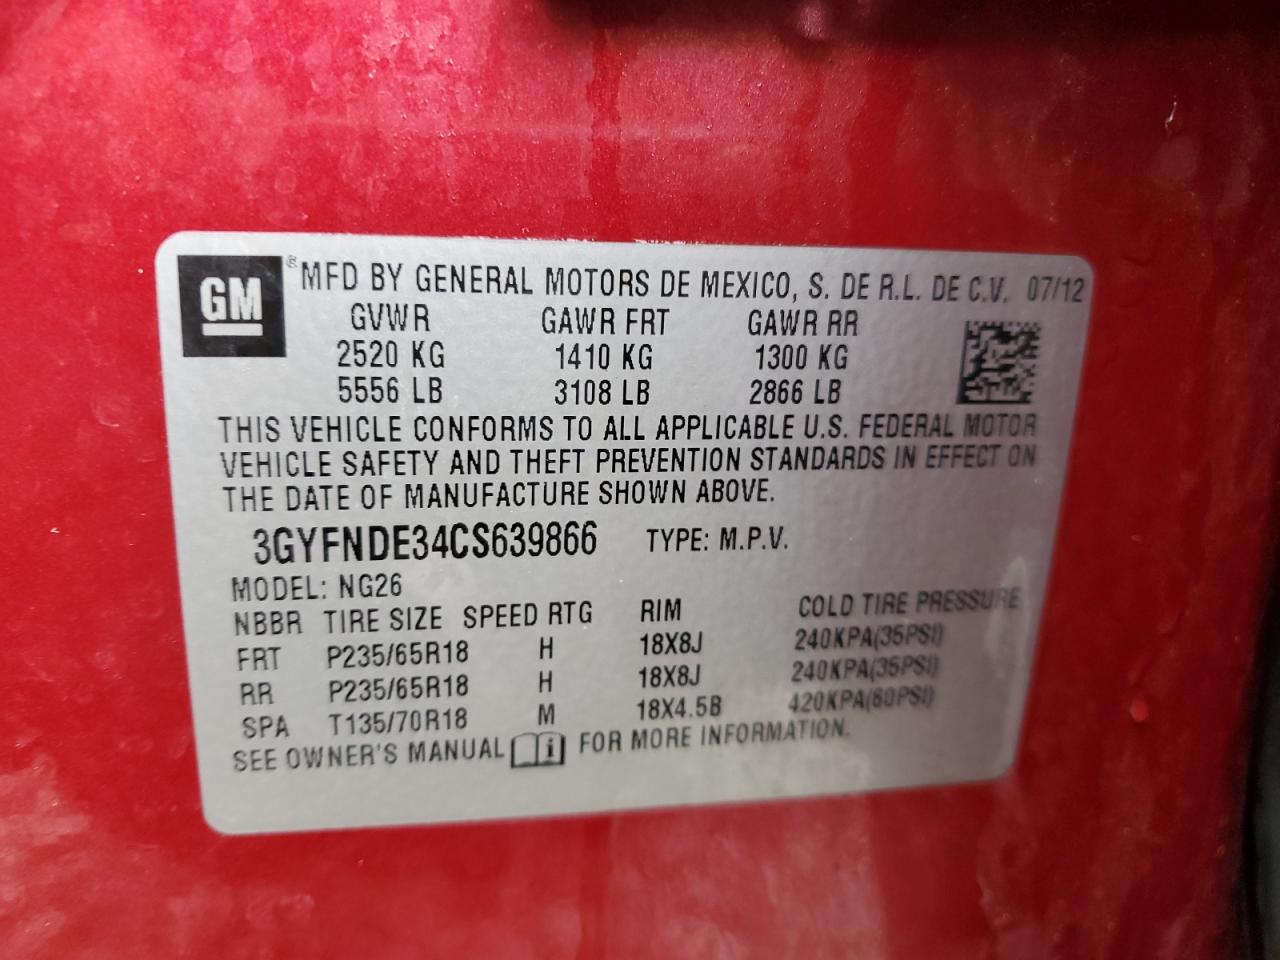 GM ® MFD BY GENERAL MOTORS DE MEXICO, S. DE R.L. DE C.V. 07/12
GVWR GAWR FRT GAWR RR
2520 KG 1410 KG 1300 KG
5556 LB 3108 LB 2866 LB
THIS VEHICLE CONFORMS TO ALL APPLICABLE U.S. FEDERAL MOTOR
VEHICLE SAFETY AND THEFT PREVENTION STANDARDS IN EFFECT ON
THE DATE OF MANUFACTURE SHOWN ABOVE.
3GYFNDE34CS639866 TYPE: M.P.V.
MODEL: NG26
NBBR TIRE SIZE SPEED RTG RIM COLD TIRE PRESSURE
FRT P235/65R18 H 18X8J 240KPA(35PSI)
RR P235/65R18 H 18X8J 240KPA(35PSI)
SPA T135/70R18 M 18X4.5B 420KPA(60PSI)
SEE OWNER'S MANUAL i FOR MORE INFORMATION.